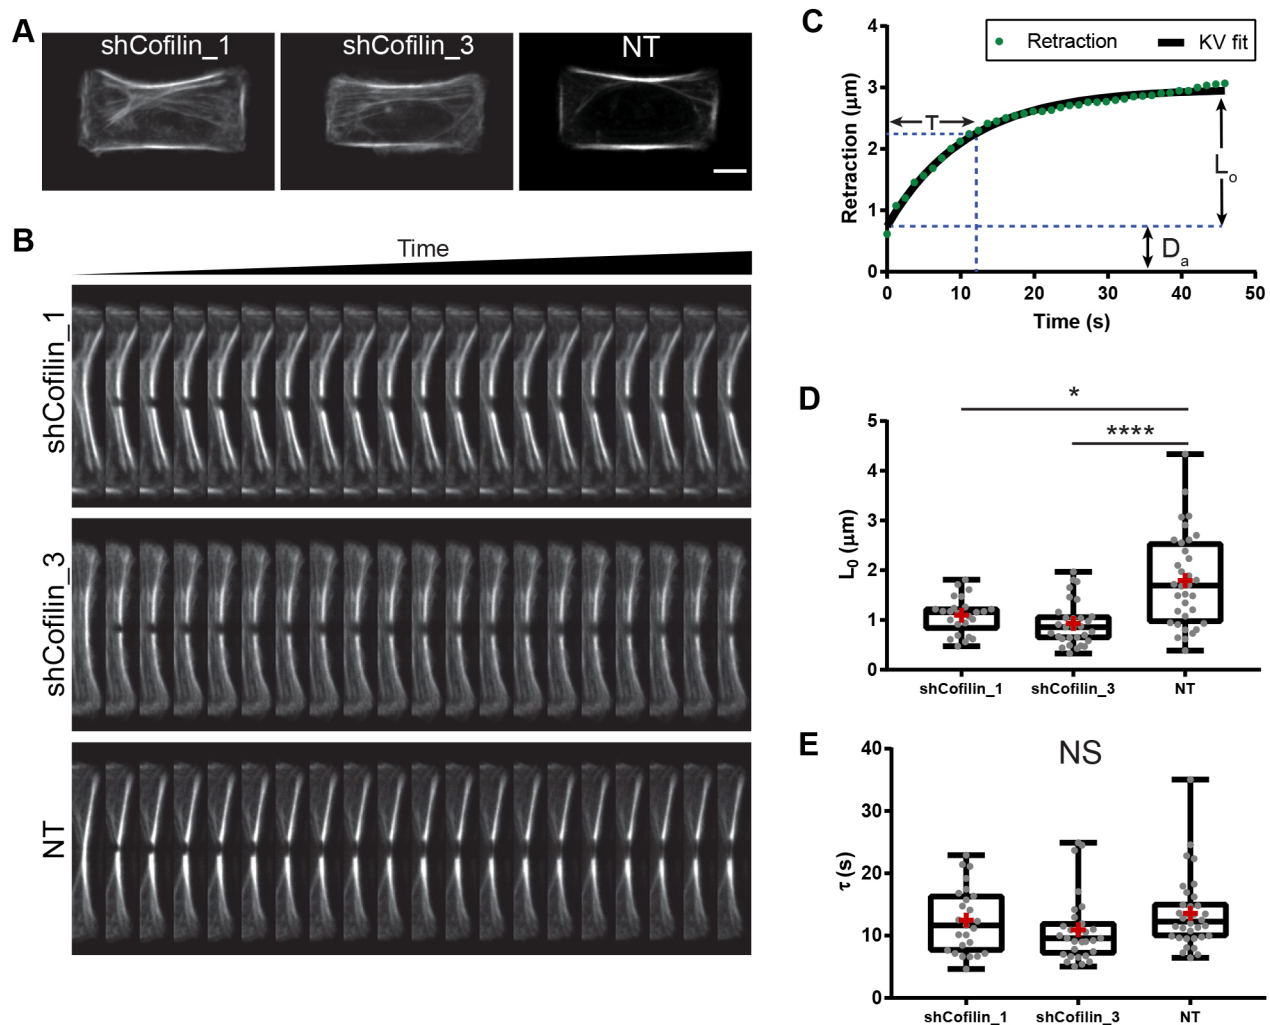 A
shCofilin_1
shCofilin_3
NT
B
Time
shCofilin_1
shCofilin_3
NT
C
Retraction
KV fit
Retraction (μm)
4
3
2
1
0
T
Lo
Da
0 10 20 30 40 50
Time (s)
D
*
****
L0 (μm)
5
4
3
2
1
0
shCofilin_1 shCofilin_3 NT
E
NS
τ (s)
40
30
20
10
0
shCofilin_1 shCofilin_3 NT